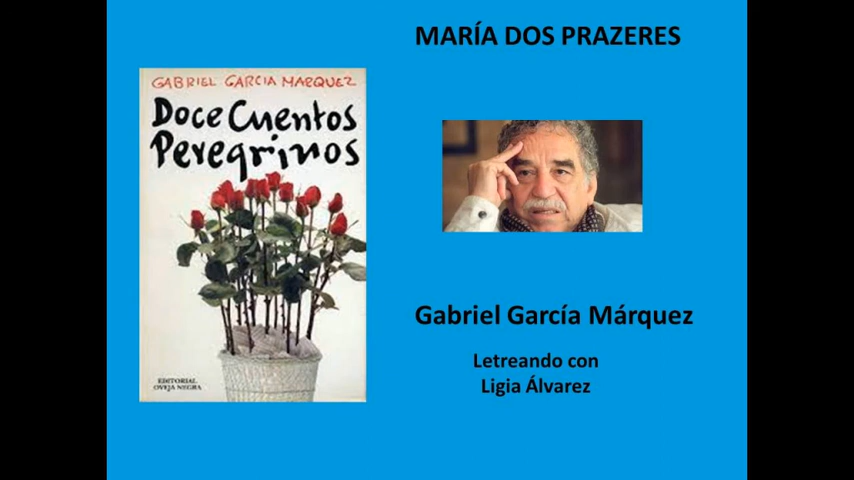 MARÍA DOS PRAZERES
GABRIEL GARCIA MARQUEZ
Doce Cuentos
Peregrinos
EDITORIAL
OVEJA NEGRA
Gabriel García Márquez
Letreando con
Ligia Álvarez